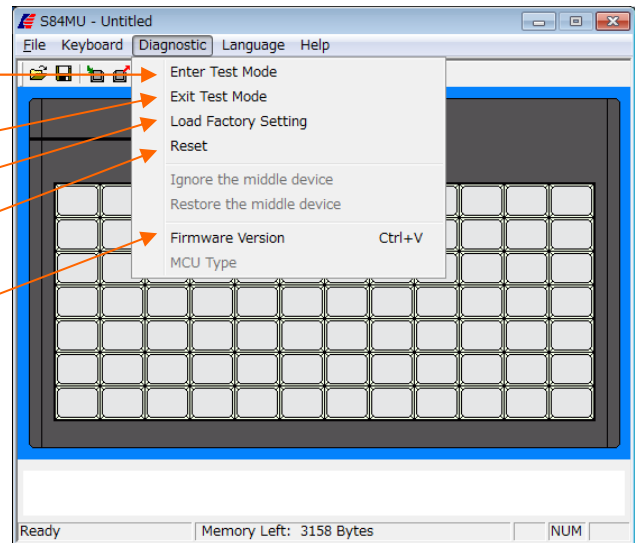 S84MU - Untitled
File Keyboard Diagnostic Language Help
Enter Test Mode
Exit Test Mode
Load Factory Setting
Reset
Ignore the middle device
Restore the middle device
Firmware Version Ctrl+V
MCU Type
Ready Memory Left: 3158 Bytes NUM